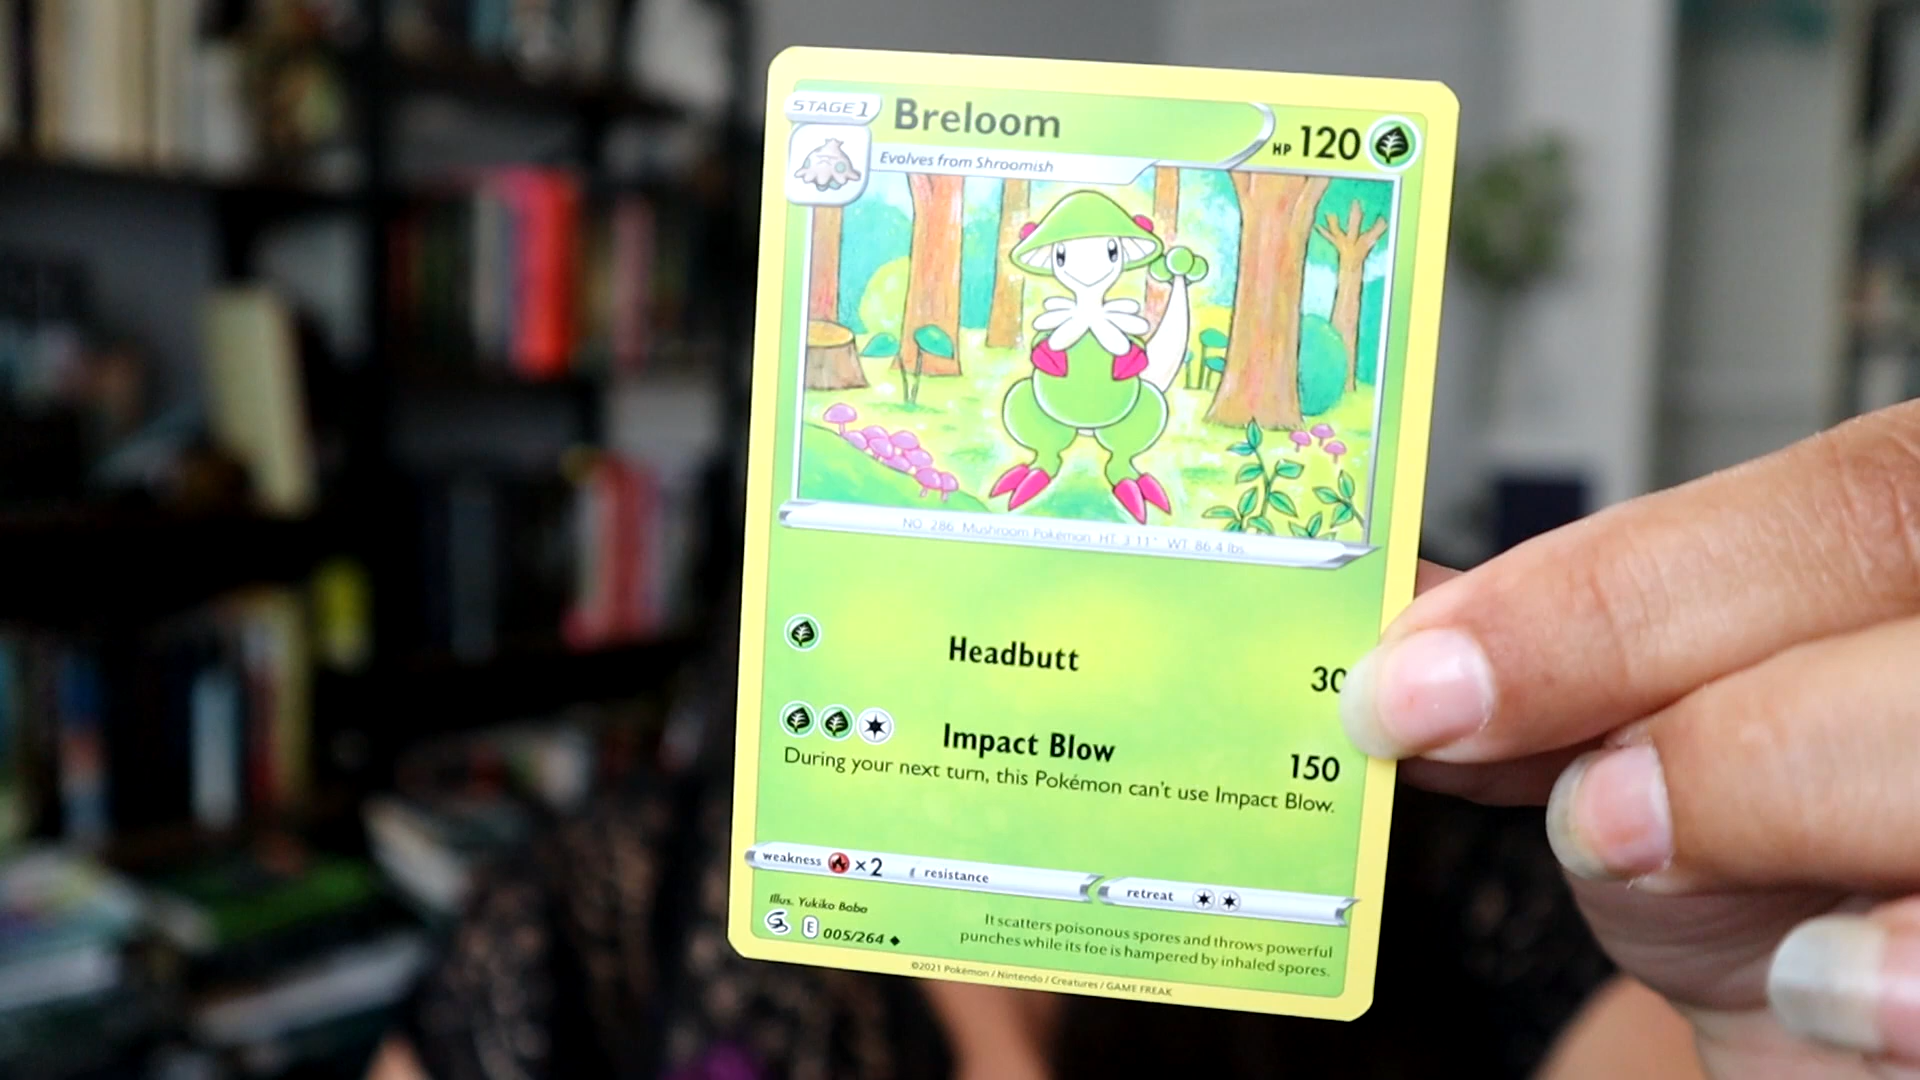 STAGE 1
Breloom
HP 120
Evolves from Shroomish
NO. 286 Mushroom Pokémon HT 3'11" WT 86.4 lbs.
Headbutt 30
Impact Blow 150
During your next turn, this Pokémon can't use Impact Blow.
weakness ×2 resistance retreat
Illus. Yukiko Baba
E 005/264
It scatters poisonous spores and throws powerful
punches while its foe is hampered by inhaled spores.
©2021 Pokémon / Nintendo / Creatures / GAME FREAK